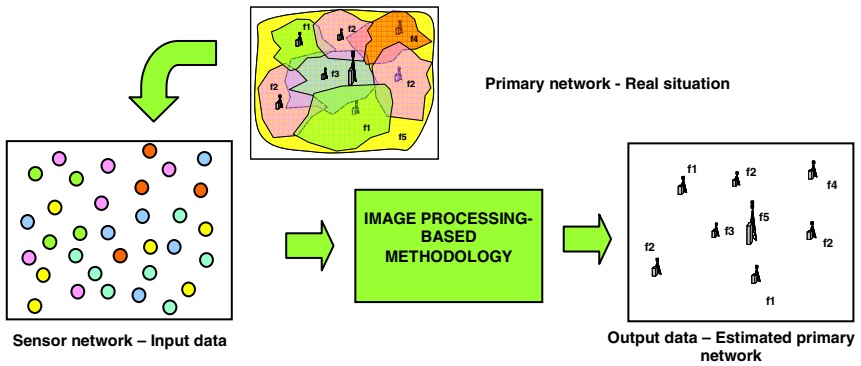 f1
f2
f4
f3
f2
f2
f1
f5
Primary network - Real situation
IMAGE PROCESSING-
BASED
METHODOLOGY
f1
f2
f4
f5
f3
f2
f2
f1
Sensor network – Input data
Output data – Estimated primary
network